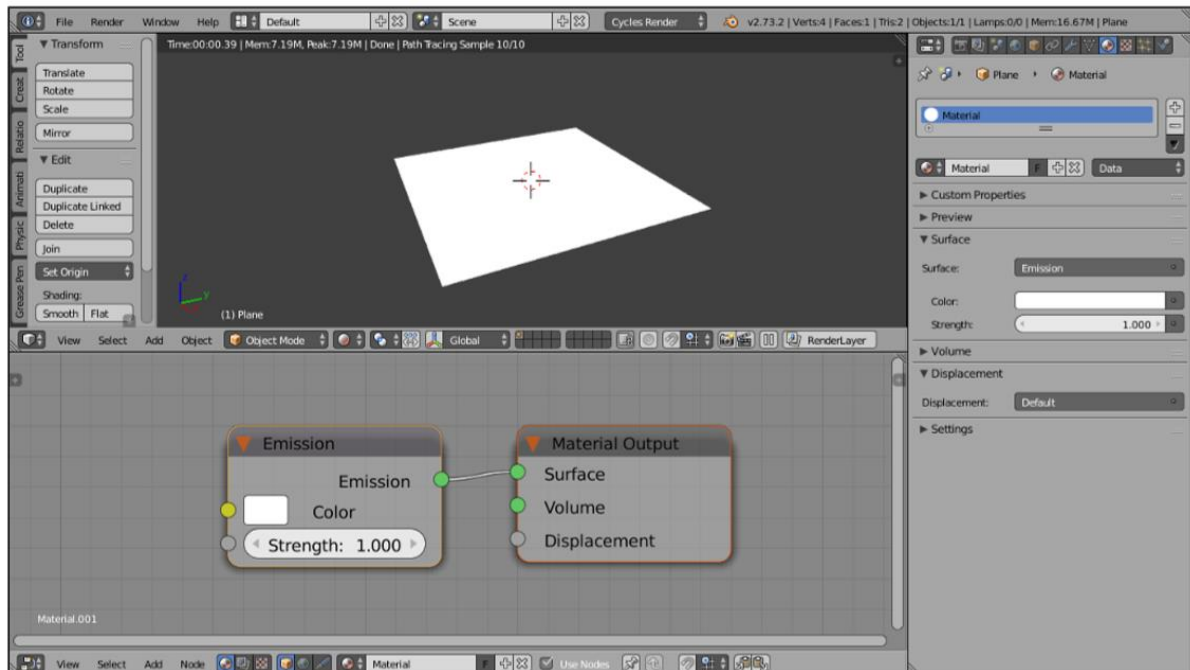 File Render Window Help Default Scene Cycles Render v2.73.2 | Verts:4 | Faces:1 | Tris:2 | Objects:1/1 | Lamps:0/0 | Mem:16.67M | Plane
Time:00:00.39 | Mem:7.19M, Peak:7.19M | Done | Path Tracing Sample 10/10
Tool
Creat
Relatio
Animati
Physic
Grease Pen
Transform
Translate
Rotate
Scale
Mirror
Edit
Duplicate
Duplicate Linked
Delete
Join
Set Origin
Shading:
Smooth Flat
z
y
(1) Plane
View Select Add Object Object Mode Global RenderLayer
Emission
Emission
Color
Strength: 1.000
Material Output
Surface
Volume
Displacement
Material.001
View Select Add Node Material F Use Nodes
Plane Material
Material
Material F Data
Custom Properties
Preview
Surface
Surface: Emission
Color:
Strength: 1.000
Volume
Displacement
Displacement: Default
Settings